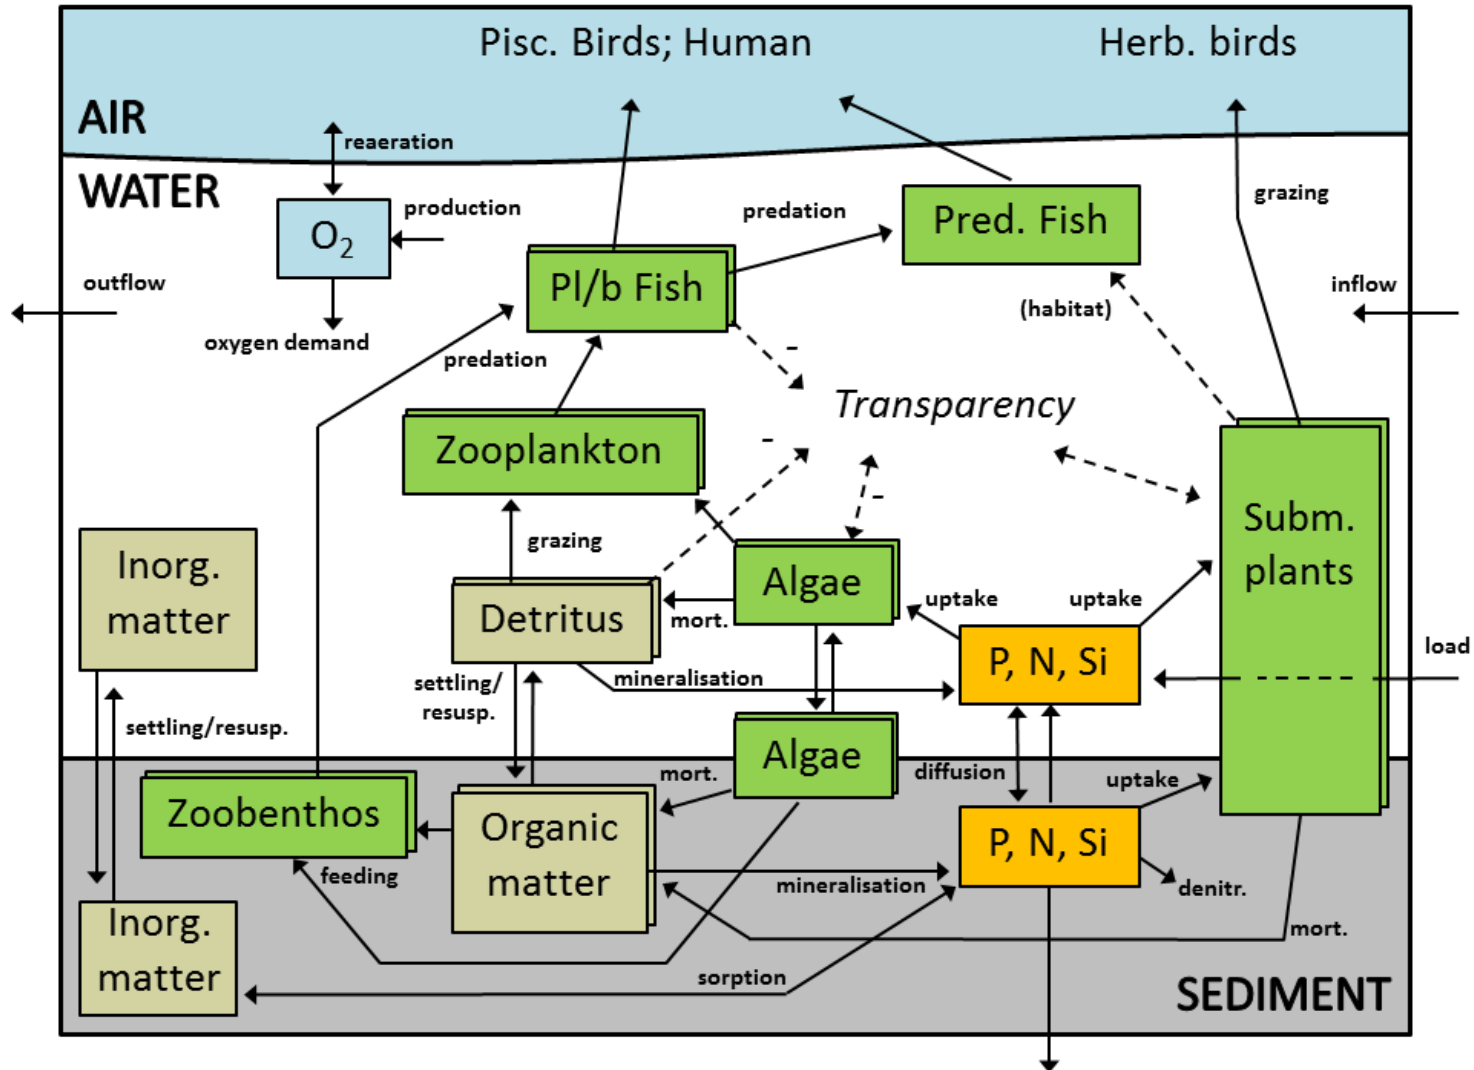 Pisc. Birds; Human
Herb. birds
AIR
reaeration
WATER
production
O₂
predation
Pred. Fish
grazing
outflow
Pl/b Fish
inflow
(habitat)
oxygen demand
predation
-
Transparency
Zooplankton
-
-
Subm.
plants
Inorg.
matter
grazing
Algae
Detritus
mort.
uptake
uptake
P, N, Si
load
settling/
resusp.
mineralisation
settling/resusp.
Algae
mort.
diffusion
uptake
Zoobenthos
Organic
matter
P, N, Si
feeding
mineralisation
denitr.
Inorg.
matter
mort.
sorption
SEDIMENT